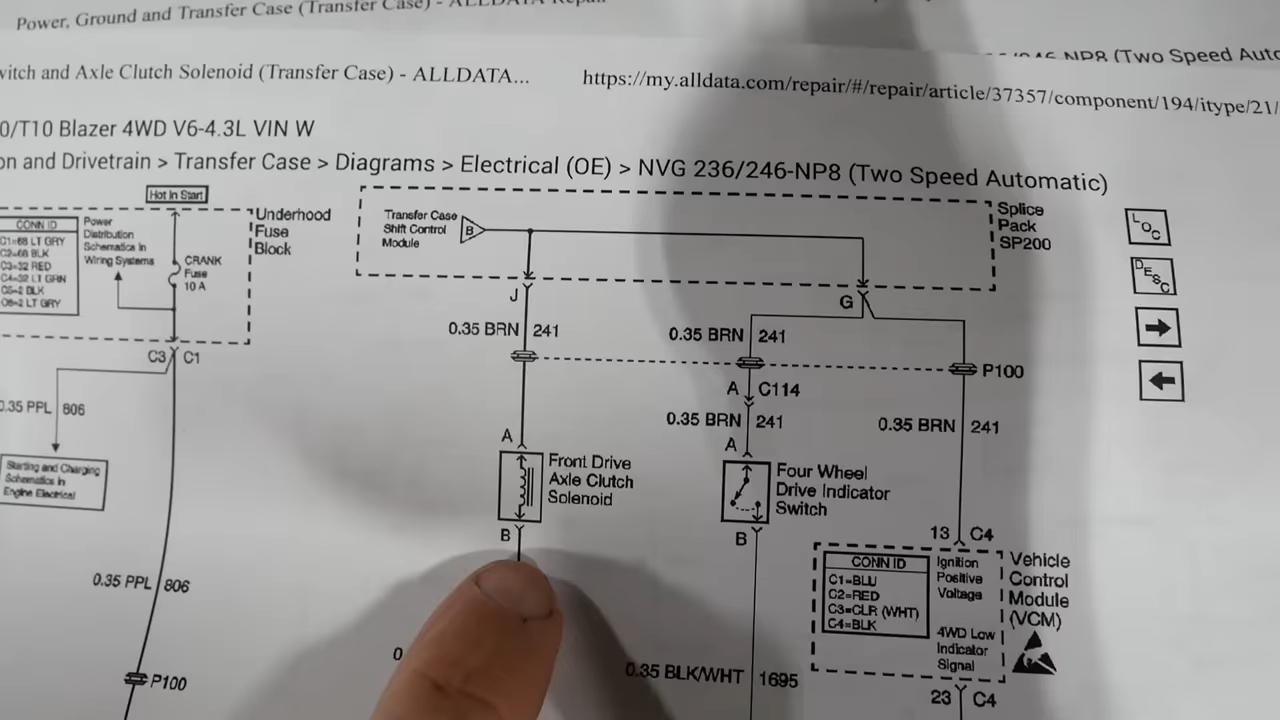 Power, Ground and Transfer Case (Transfer Case) - ALLDATA Repair
NP8 (Two Speed Auto
witch and Axle Clutch Solenoid (Transfer Case) - ALLDATA...
https://my.alldata.com/repair/#/repair/article/37357/component/194/itype/21/
0/T10 Blazer 4WD V6-4.3L VIN W
on and Drivetrain > Transfer Case > Diagrams > Electrical (OE) > NVG 236/246-NP8 (Two Speed Automatic)
Hot In Start
CONN ID
C1=68 LT GRY
C2=68 BLK
C3=32 RED
C4=32 LT GRN
C5=2 BLK
C6=2 LT GRY
Power
Distribution
Schematics In
Wiring Systems
CRANK
Fuse
10 A
Underhood
Fuse
Block
Transfer Case
Shift Control
Module
B
Splice
Pack
SP200
LOC
DESC
J
G
C3
C1
0.35 BRN 241
0.35 BRN 241
P100
A C114
0.35 PPL 806
0.35 BRN 241
0.35 BRN 241
A
A
Starting and Charging
Schematics in
Engine Electrical
Front Drive
Axle Clutch
Solenoid
Four Wheel
Drive Indicator
Switch
B
B
13 C4
CONN ID
C1=BLU
C2=RED
C3=CLR (WHT)
C4=BLK
Ignition
Positive
Voltage
4WD Low
Indicator
Signal
Vehicle
Control
Module
(VCM)
0.35 PPL 806
0
0.35 BLK/WHT 1695
P100
23 C4